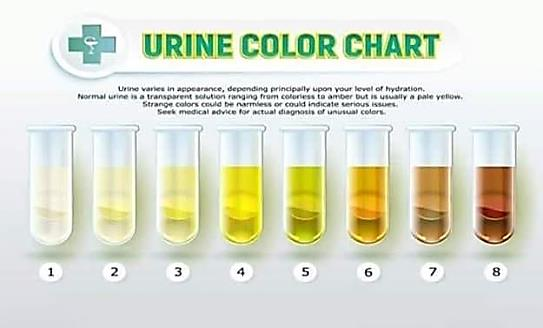 URINE COLOR CHART
Urine varies in appearance, depending principally upon your level of hydration.
Normal urine is a transparent solution ranging from colorless to amber but is usually a pale yellow.
Strange colors could be harmless or could indicate serious issues.
Seek medical advice for actual diagnosis of unusual colors.
1 2 3 4 5 6 7 8